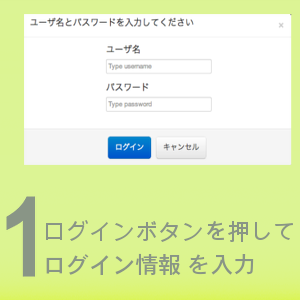 ユーザ名とパスワードを入力してください ×
ユーザ名
Type username
パスワード
Type password
ログイン キャンセル
1
ログインボタンを押して
ログイン情報 を入力